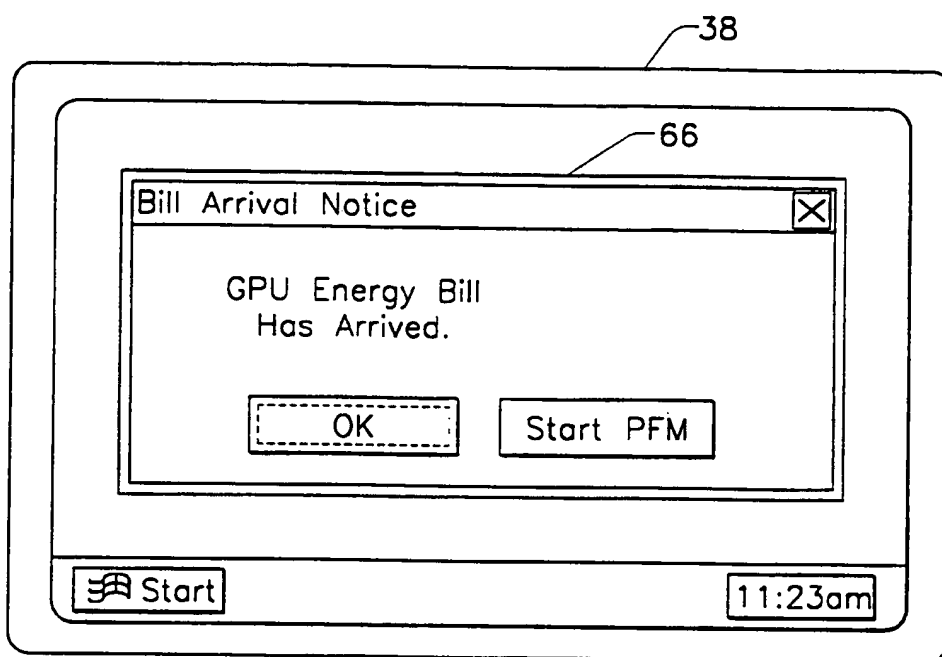 38
66
Bill Arrival Notice
GPU Energy Bill
Has Arrived.
OK
Start PFM
Start
11:23am